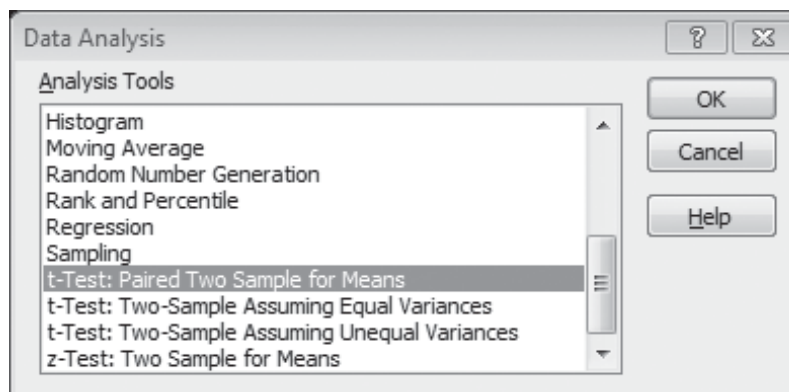 Data Analysis
Analysis Tools
Histogram
Moving Average
Random Number Generation
Rank and Percentile
Regression
Sampling
t-Test: Paired Two Sample for Means
t-Test: Two-Sample Assuming Equal Variances
t-Test: Two-Sample Assuming Unequal Variances
z-Test: Two Sample for Means
OK
Cancel
Help